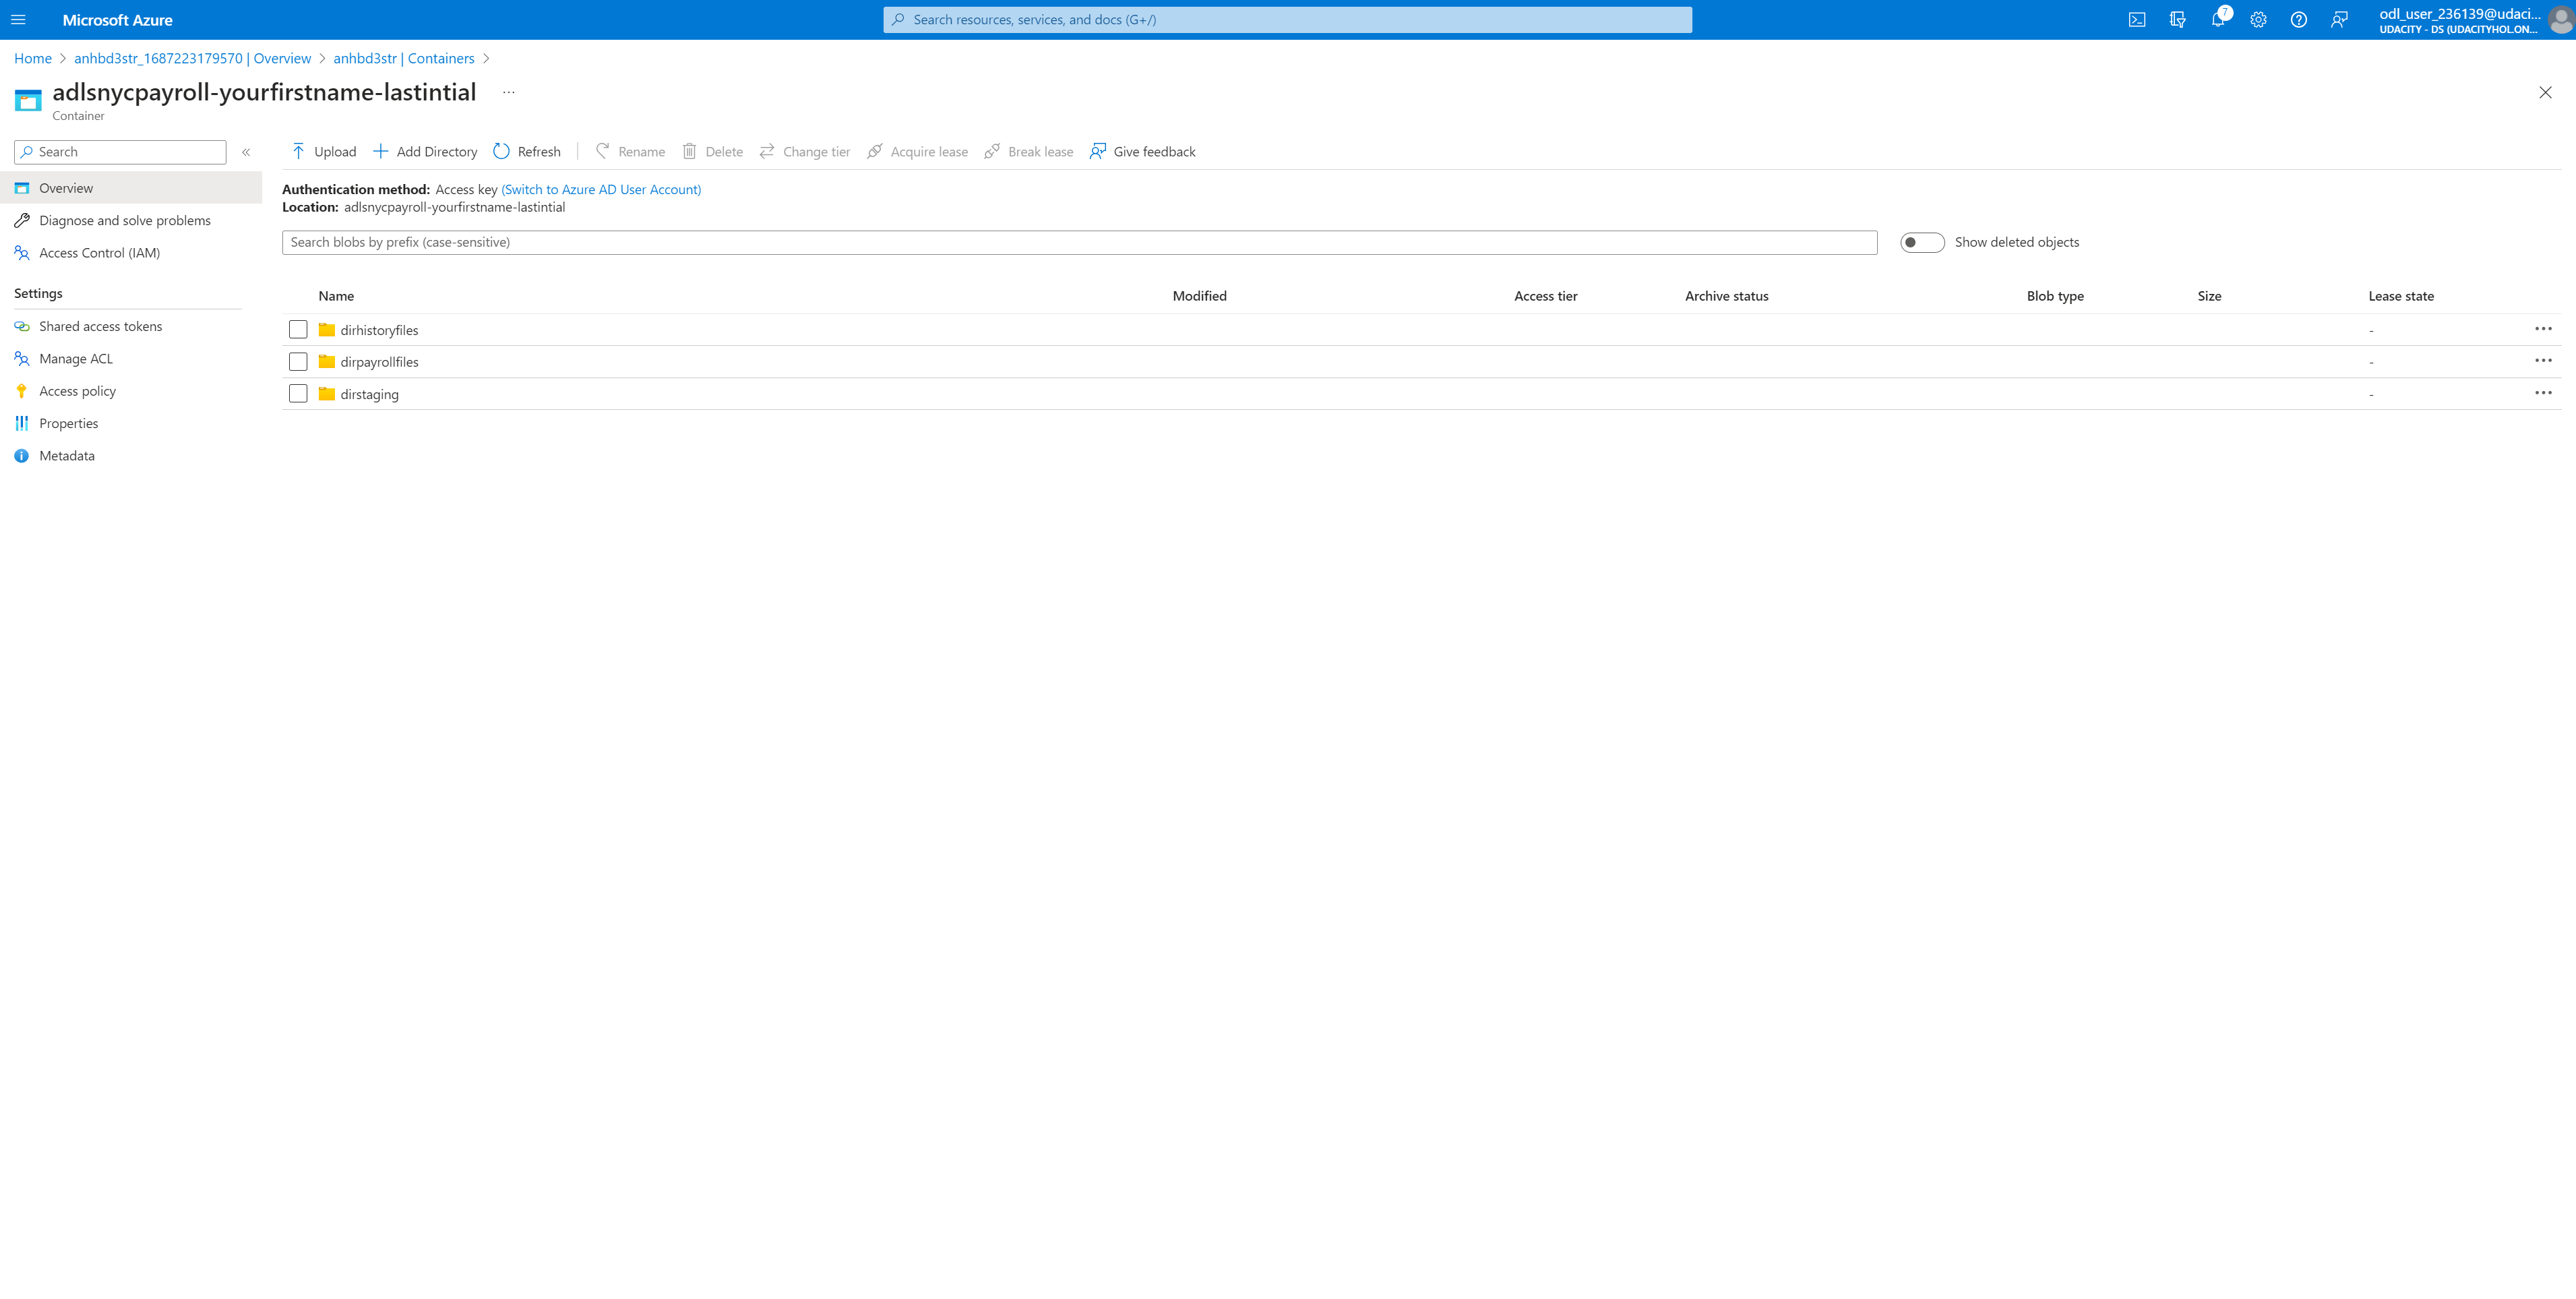 Microsoft Azure
Search resources, services, and docs (G+/)
7
odl_user_236139@udaci...
UDACITY - DS (UDACITYHOL.ON...
Home > anhbd3str_1687223179570 | Overview > anhbd3str | Containers >
adlsnycpayroll-yourfirstname-lastintial ...
Container
Search «
Upload Add Directory Refresh Rename Delete Change tier Acquire lease Break lease Give feedback
Overview
Diagnose and solve problems
Access Control (IAM)
Settings
Shared access tokens
Manage ACL
Access policy
Properties
Metadata
Authentication method: Access key (Switch to Azure AD User Account)
Location: adlsnycpayroll-yourfirstname-lastintial
Search blobs by prefix (case-sensitive)
Show deleted objects
Name Modified Access tier Archive status Blob type Size Lease state
dirhistoryfiles - ...
dirpayrollfiles - ...
dirstaging - ...